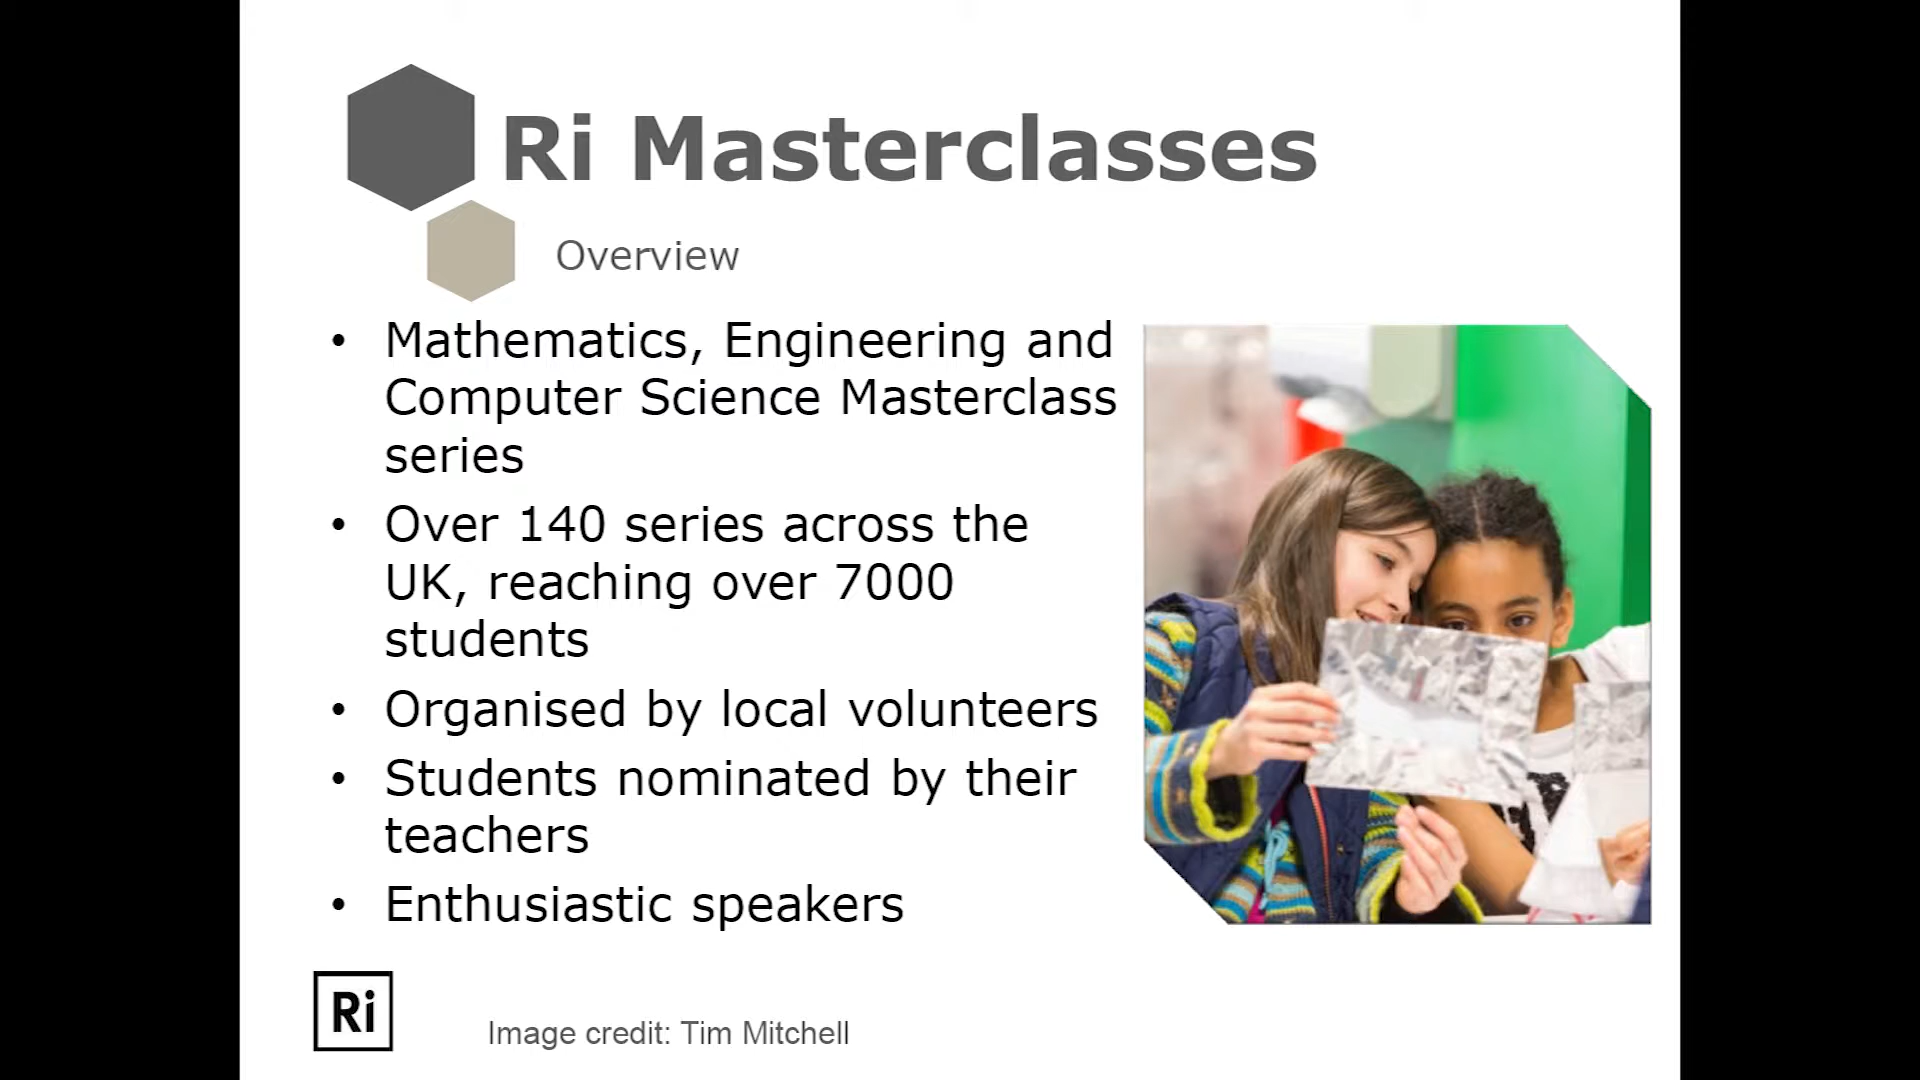 Ri Masterclasses
Overview
• Mathematics, Engineering and
Computer Science Masterclass
series
• Over 140 series across the
UK, reaching over 7000
students
• Organised by local volunteers
• Students nominated by their
teachers
• Enthusiastic speakers
Ri
Image credit: Tim Mitchell